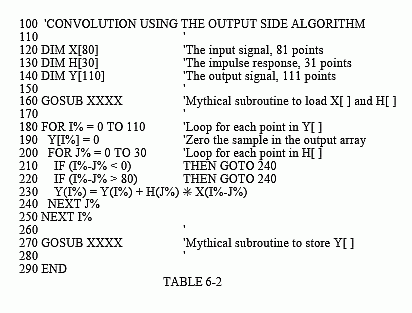 100 'CONVOLUTION USING THE OUTPUT SIDE ALGORITHM
110 '
120 DIM X[80] 'The input signal, 81 points
130 DIM H[30] 'The impulse response, 31 points
140 DIM Y[110] 'The output signal, 111 points
150 '
160 GOSUB XXXX 'Mythical subroutine to load X[ ] and H[ ]
170 '
180 FOR I% = 0 TO 110 'Loop for each point in Y[ ]
190 Y[I%] = 0 'Zero the sample in the output array
200 FOR J% = 0 TO 30 'Loop for each point in H[ ]
210 IF (I%-J% < 0) THEN GOTO 240
220 IF (I%-J% > 80) THEN GOTO 240
230 Y(I%) = Y(I%) + H(J%) ✳ X(I%-J%)
240 NEXT J%
250 NEXT I%
260 '
270 GOSUB XXXX 'Mythical subroutine to store Y[ ]
280 '
290 END
TABLE 6-2